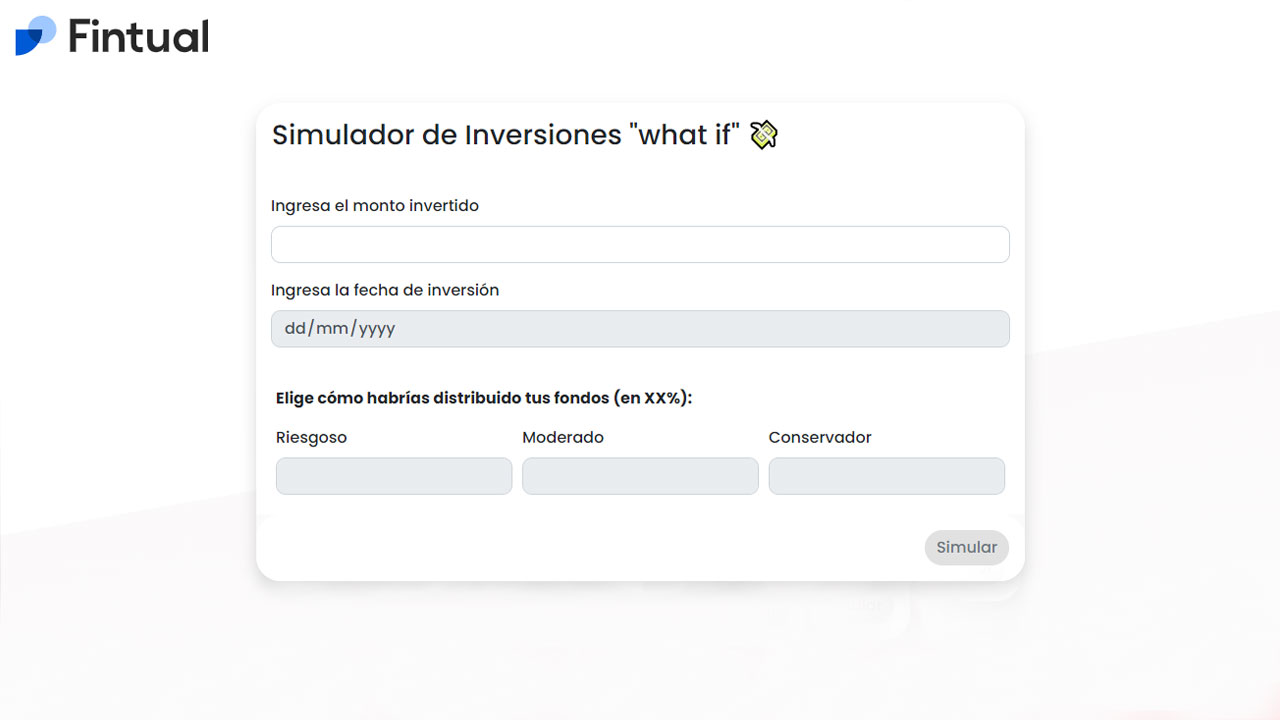 Fintual
Simulador de Inversiones "what if" 💸
Ingresa el monto invertido
Ingresa la fecha de inversión
dd/mm/yyyy
Elige cómo habrías distribuido tus fondos (en XX%):
Riesgoso Moderado Conservador
Simular